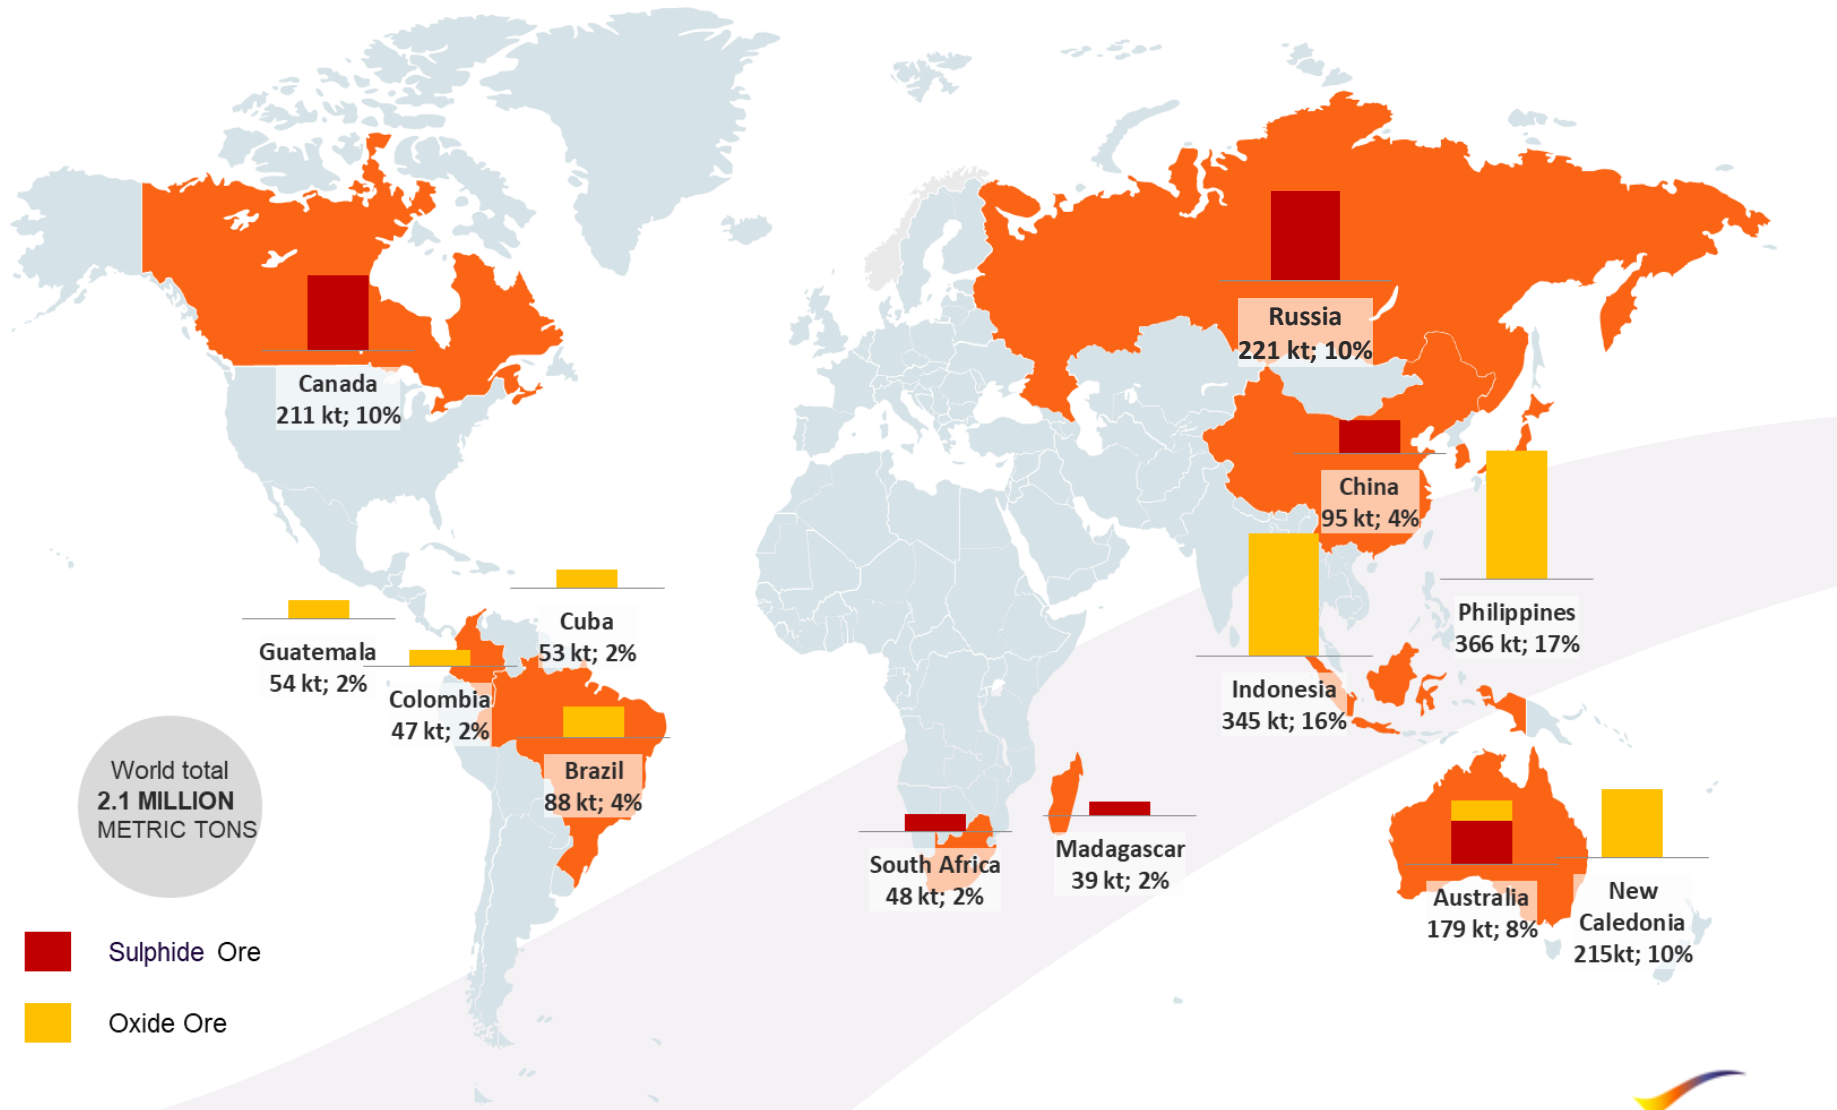 Russia
221 kt; 10%
Canada
211 kt; 10%
China
95 kt; 4%
Philippines
366 kt; 17%
Cuba
53 kt; 2%
Guatemala
54 kt; 2%
Colombia
47 kt; 2%
Indonesia
345 kt; 16%
Brazil
88 kt; 4%
World total
2.1 MILLION
METRIC TONS
South Africa
48 kt; 2%
Madagascar
39 kt; 2%
Australia
179 kt; 8%
New
Caledonia
215kt; 10%
Sulphide Ore
Oxide Ore